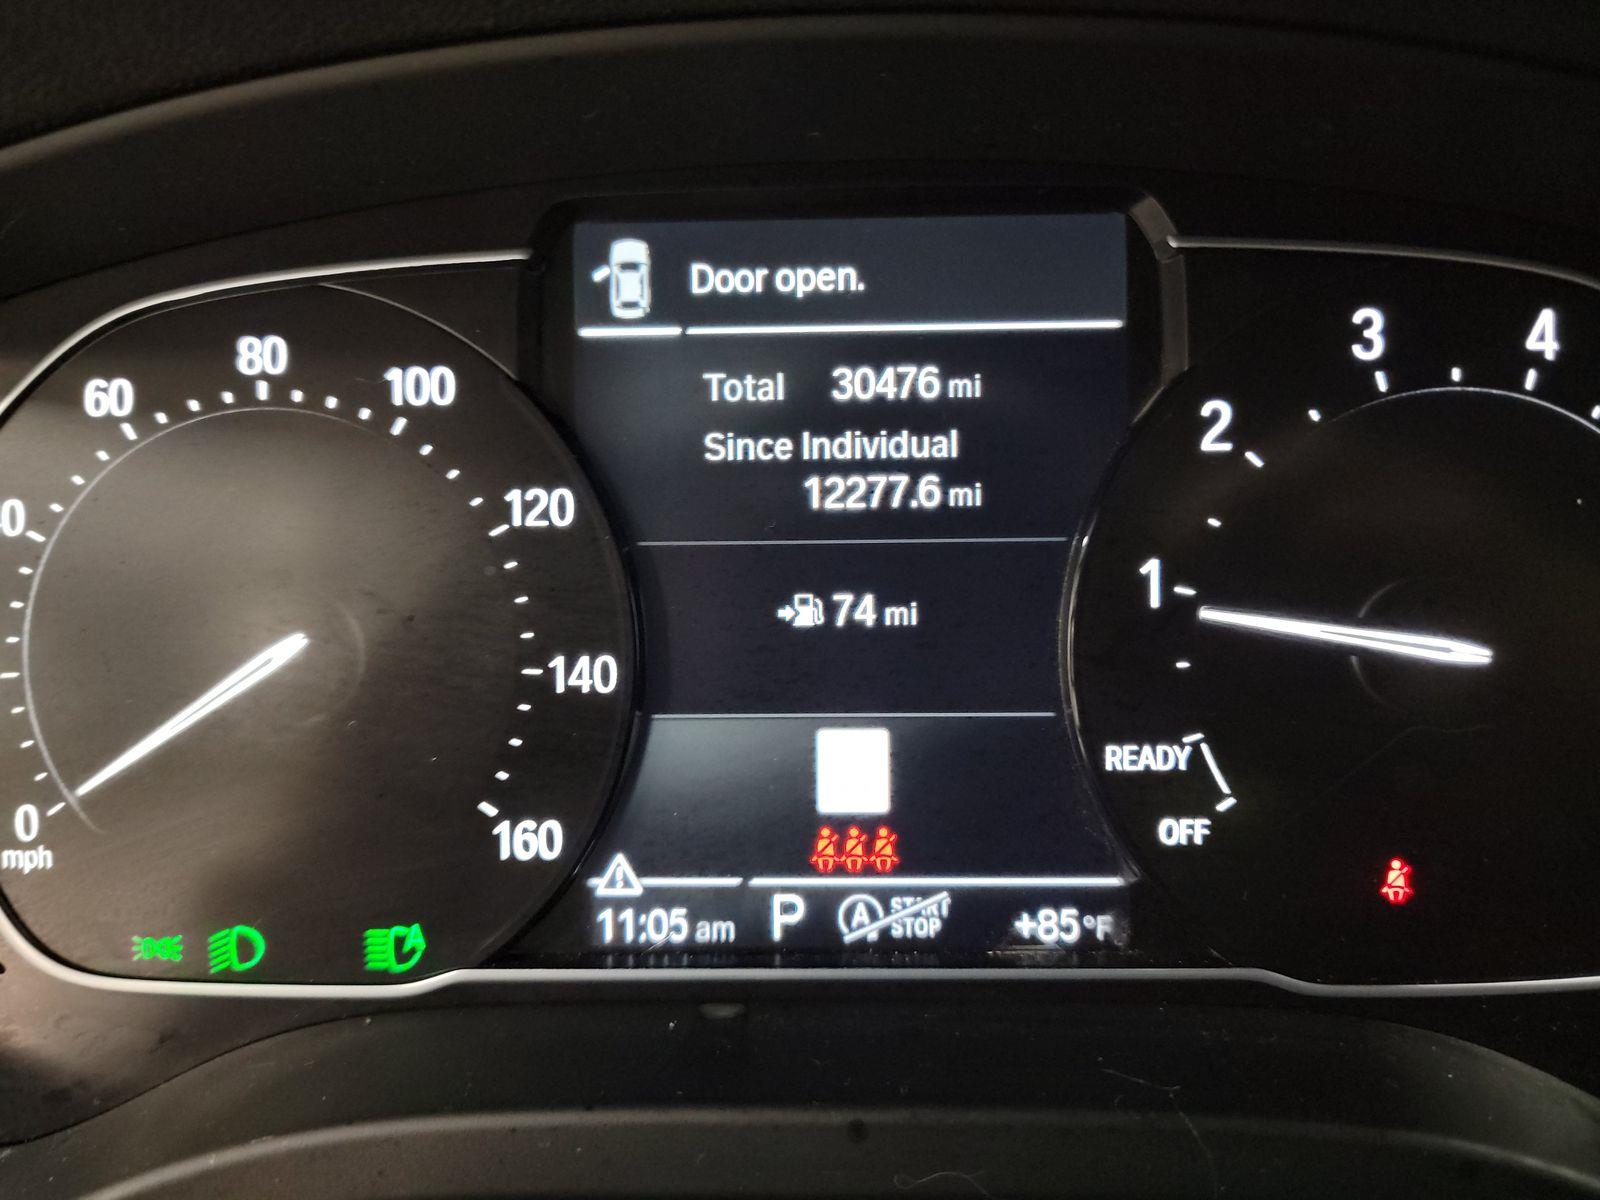 Door open.
Total 30476 mi
Since Individual
12277.6 mi
74 mi
11:05 am P A START STOP +85°F
0
60
80
100
120
140
160
0
mph
1
2
3
4
READY
OFF